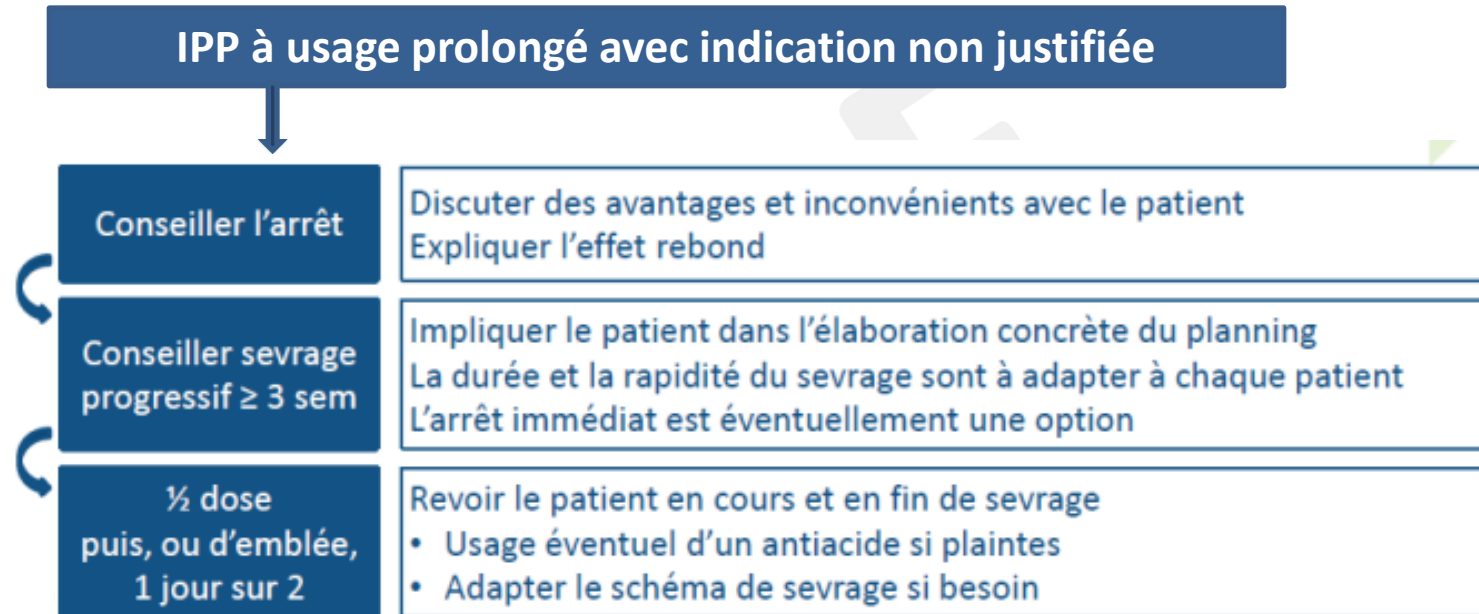 IPP à usage prolongé avec indication non justifiée
Conseiller l'arrêt
Discuter des avantages et inconvénients avec le patient
Expliquer l'effet rebond
Conseiller sevrage
progressif ≥ 3 sem
Impliquer le patient dans l'élaboration concrète du planning
La durée et la rapidité du sevrage sont à adapter à chaque patient
L'arrêt immédiat est éventuellement une option
½ dose
puis, ou d'emblée,
1 jour sur 2
Revoir le patient en cours et en fin de sevrage
• Usage éventuel d'un antiacide si plaintes
• Adapter le schéma de sevrage si besoin